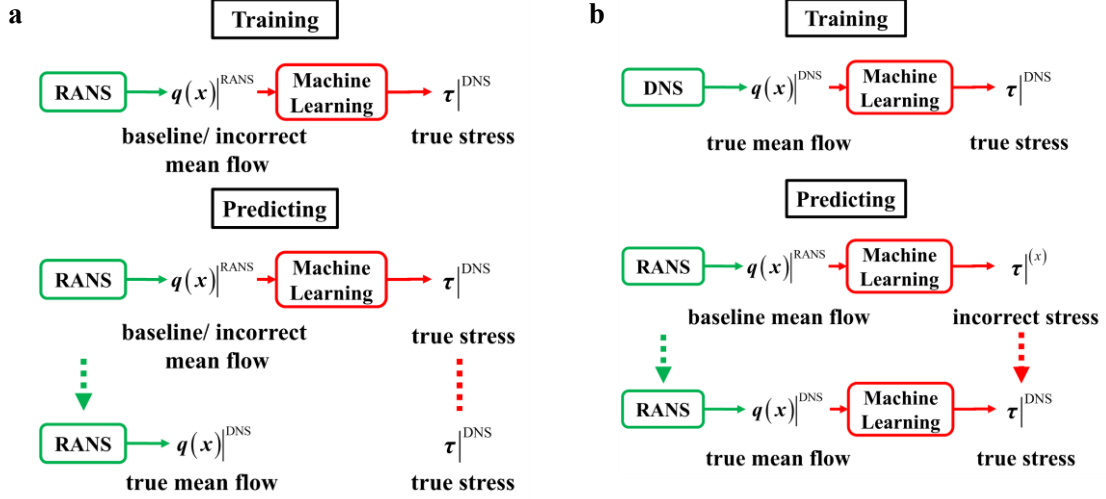 a
Training
RANS q(x)|RANS Machine Learning τ|DNS
baseline/ incorrect mean flow
true stress
Predicting
RANS q(x)|RANS Machine Learning τ|DNS
baseline/ incorrect mean flow
true stress
RANS q(x)|DNS τ|DNS
true mean flow true stress
b
Training
DNS q(x)|DNS Machine Learning τ|DNS
true mean flow true stress
Predicting
RANS q(x)|RANS Machine Learning τ|(x)
baseline mean flow incorrect stress
RANS q(x)|DNS Machine Learning τ|DNS
true mean flow true stress